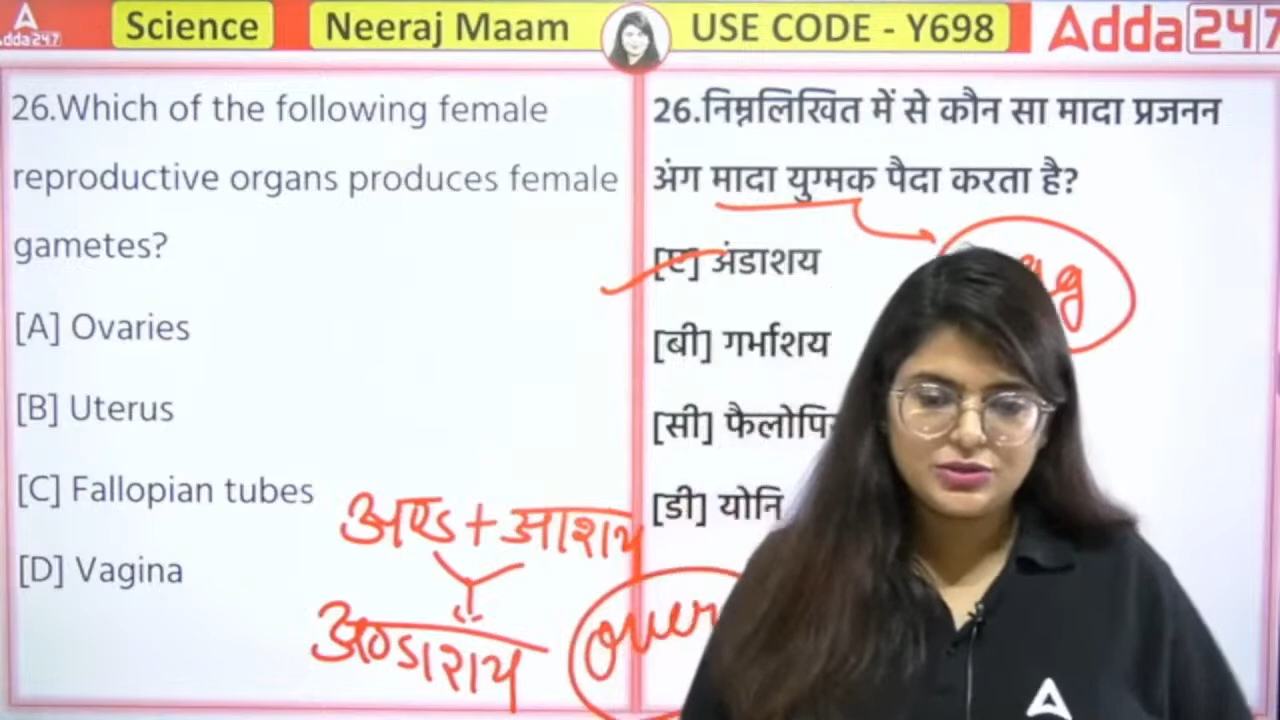 Adda247
Science
Neeraj Maam
USE CODE - Y698
Adda247
26.Which of the following female
reproductive organs produces female
gametes?
[A] Ovaries
[B] Uterus
[C] Fallopian tubes
[D] Vagina
26.निम्नलिखित में से कौन सा मादा प्रजनन
अंग मादा युग्मक पैदा करता है?
[ए] अंडाशय
[बी] गर्भाशय
[सी]
[डी] योनि
अण्ड + आशय
अण्डाशय